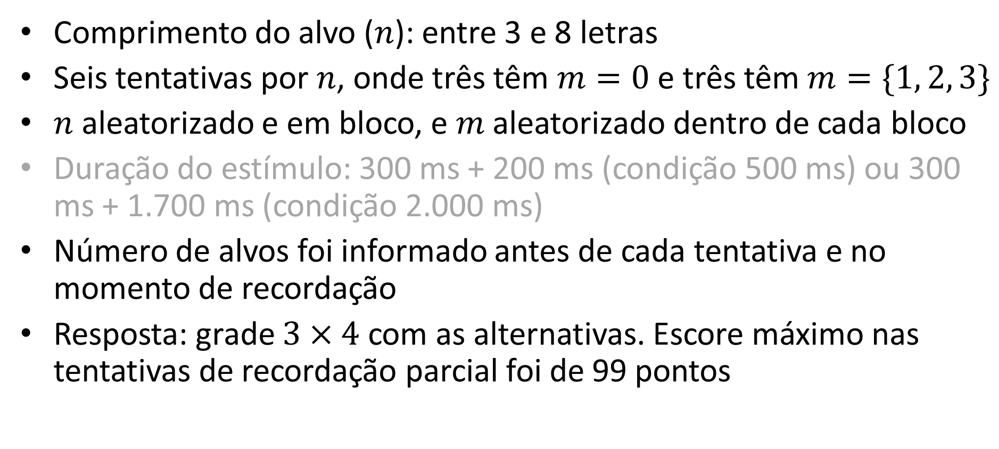 • Comprimento do alvo (𝑛): entre 3 e 8 letras
• Seis tentativas por 𝑛, onde três têm 𝑚 = 0 e três têm 𝑚 = {1, 2, 3}
• 𝑛 aleatorizado e em bloco, e 𝑚 aleatorizado dentro de cada bloco
• Duração do estímulo: 300 ms + 200 ms (condição 500 ms) ou 300
ms + 1.700 ms (condição 2.000 ms)
• Número de alvos foi informado antes de cada tentativa e no
momento de recordação
• Resposta: grade 3 × 4 com as alternativas. Escore máximo nas
tentativas de recordação parcial foi de 99 pontos